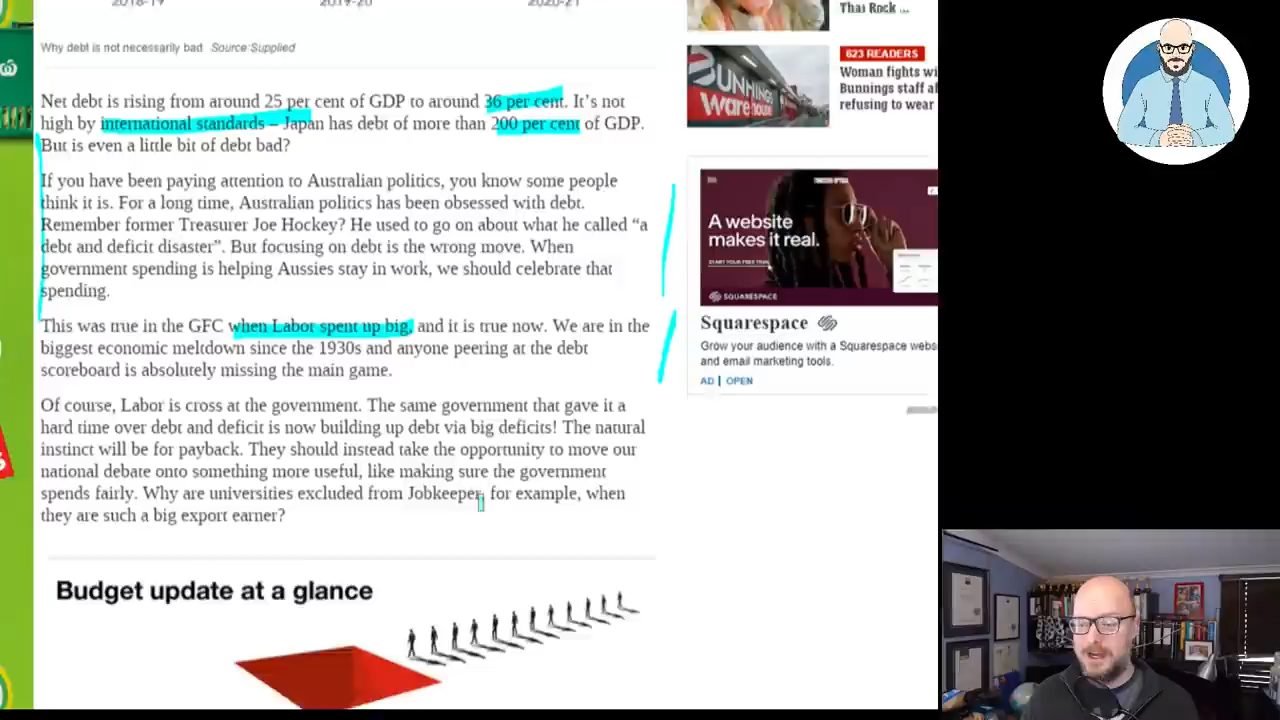 2018-19
2019-20
2020-21
Why debt is not necessarily bad Source:Supplied
Net debt is rising from around 25 per cent of GDP to around 36 per cent. It’s not
high by international standards – Japan has debt of more than 200 per cent of GDP.
But is even a little bit of debt bad?
If you have been paying attention to Australian politics, you know some people
think it is. For a long time, Australian politics has been obsessed with debt.
Remember former Treasurer Joe Hockey? He used to go on about what he called “a
debt and deficit disaster”. But focusing on debt is the wrong move. When
government spending is helping Aussies stay in work, we should celebrate that
spending.
This was true in the GFC when Labor spent up big, and it is true now. We are in the
biggest economic meltdown since the 1930s and anyone peering at the debt
scoreboard is absolutely missing the main game.
Of course, Labor is cross at the government. The same government that gave it a
hard time over debt and deficit is now building up debt via big deficits! The natural
instinct will be for payback. They should instead take the opportunity to move our
national debate onto something more useful, like making sure the government
spends fairly. Why are universities excluded from Jobkeeper, for example, when
they are such a big export earner?
Budget update at a glance
Thai Rock ...
BUNNINGS
warehouse
623 READERS
Woman fights wi
Bunnings staff af
refusing to wear
A website
makes it real.
START YOUR FREE TRIAL
SQUARESPACE
Squarespace
Grow your audience with a Squarespace webs
and email marketing tools.
AD | OPEN